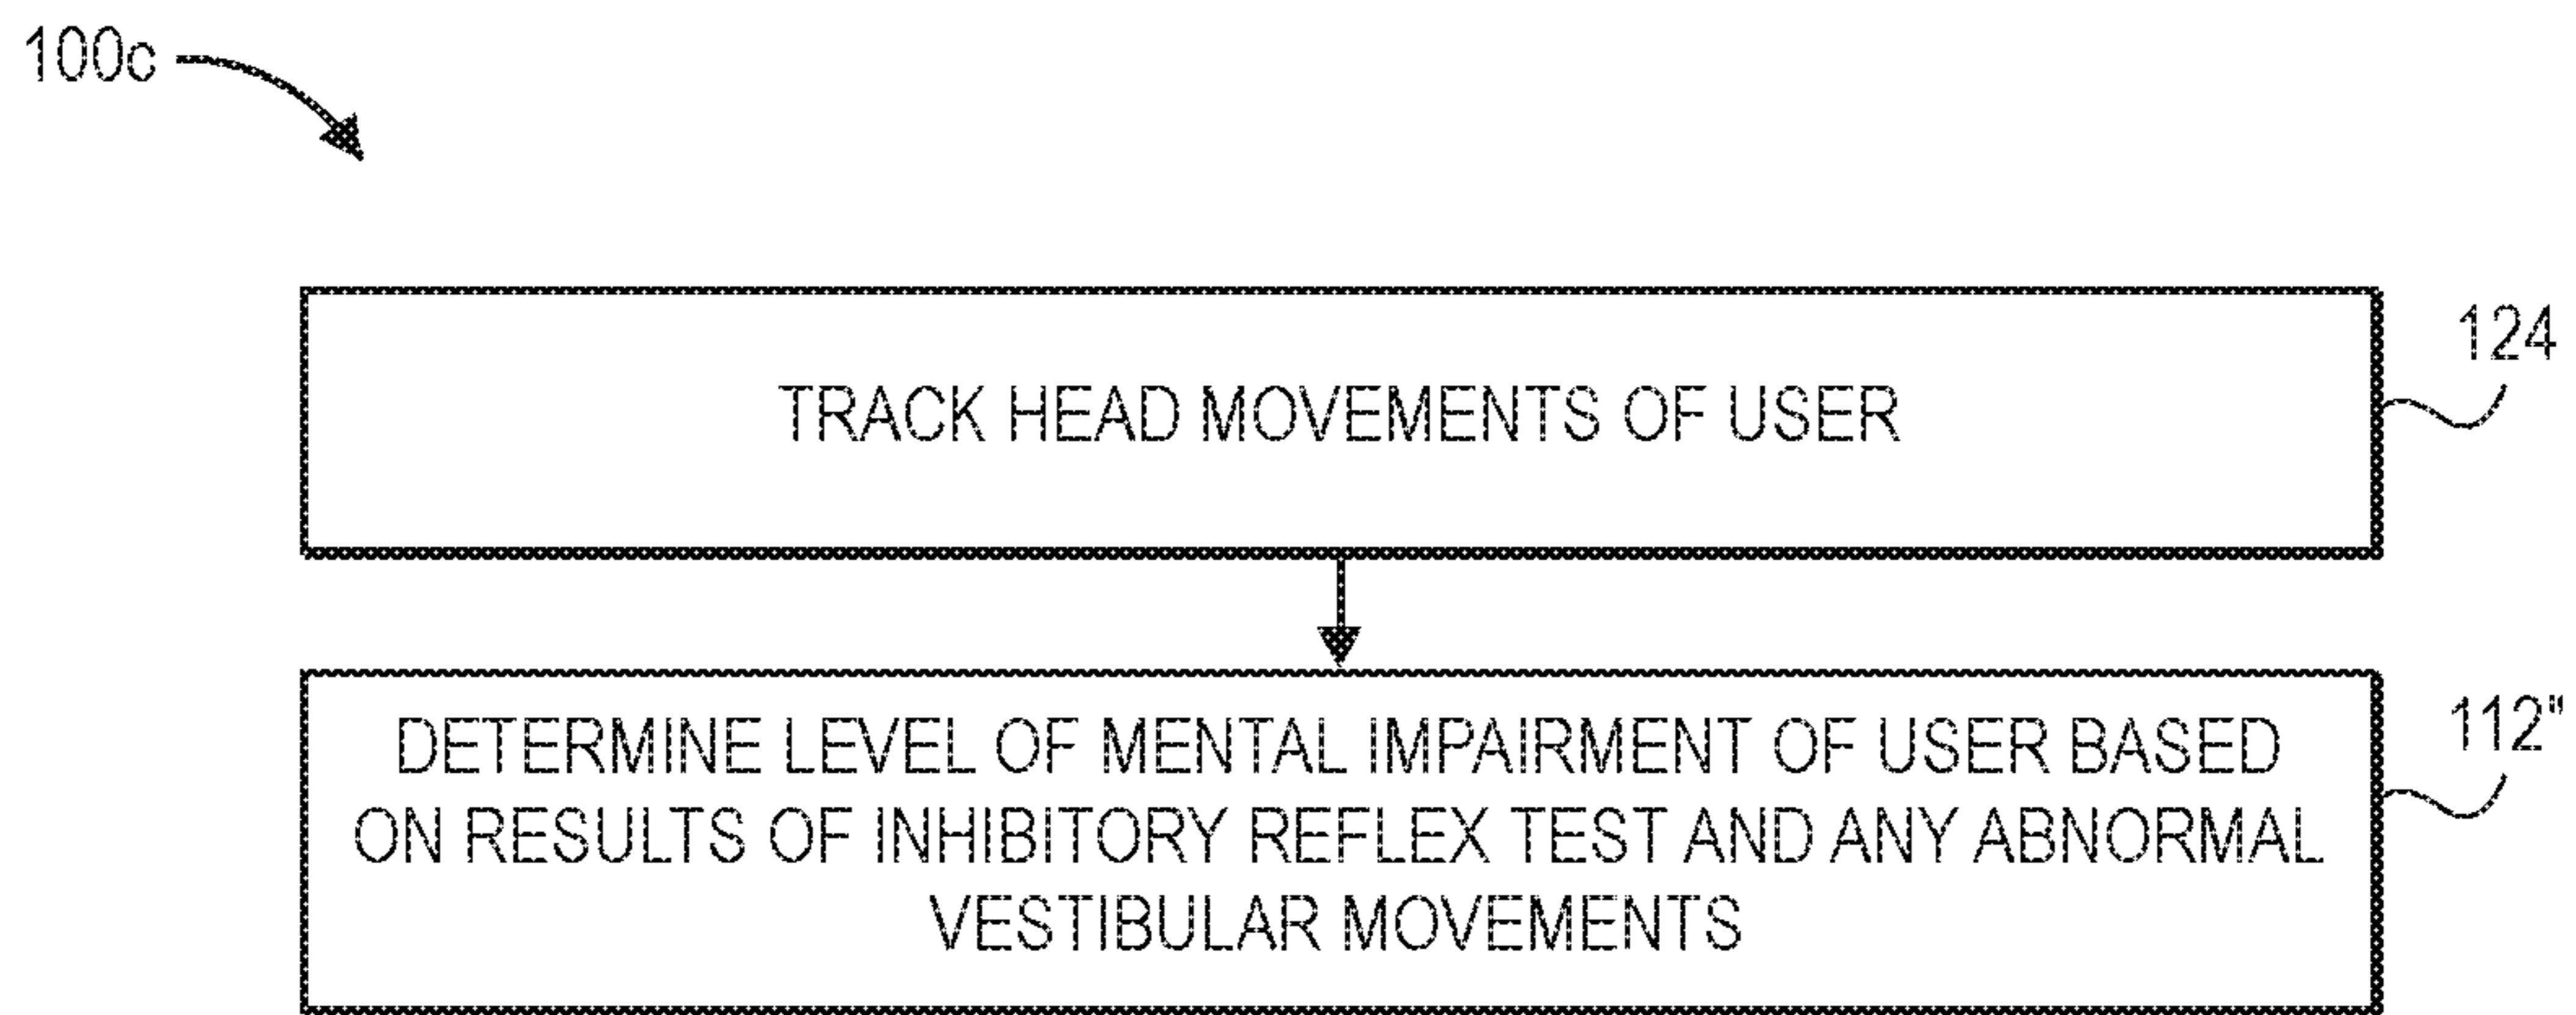 100c
TRACK HEAD MOVEMENTS OF USER
124
DETERMINE LEVEL OF MENTAL IMPAIRMENT OF USER BASED
ON RESULTS OF INHIBITORY REFLEX TEST AND ANY ABNORMAL
VESTIBULAR MOVEMENTS
112"